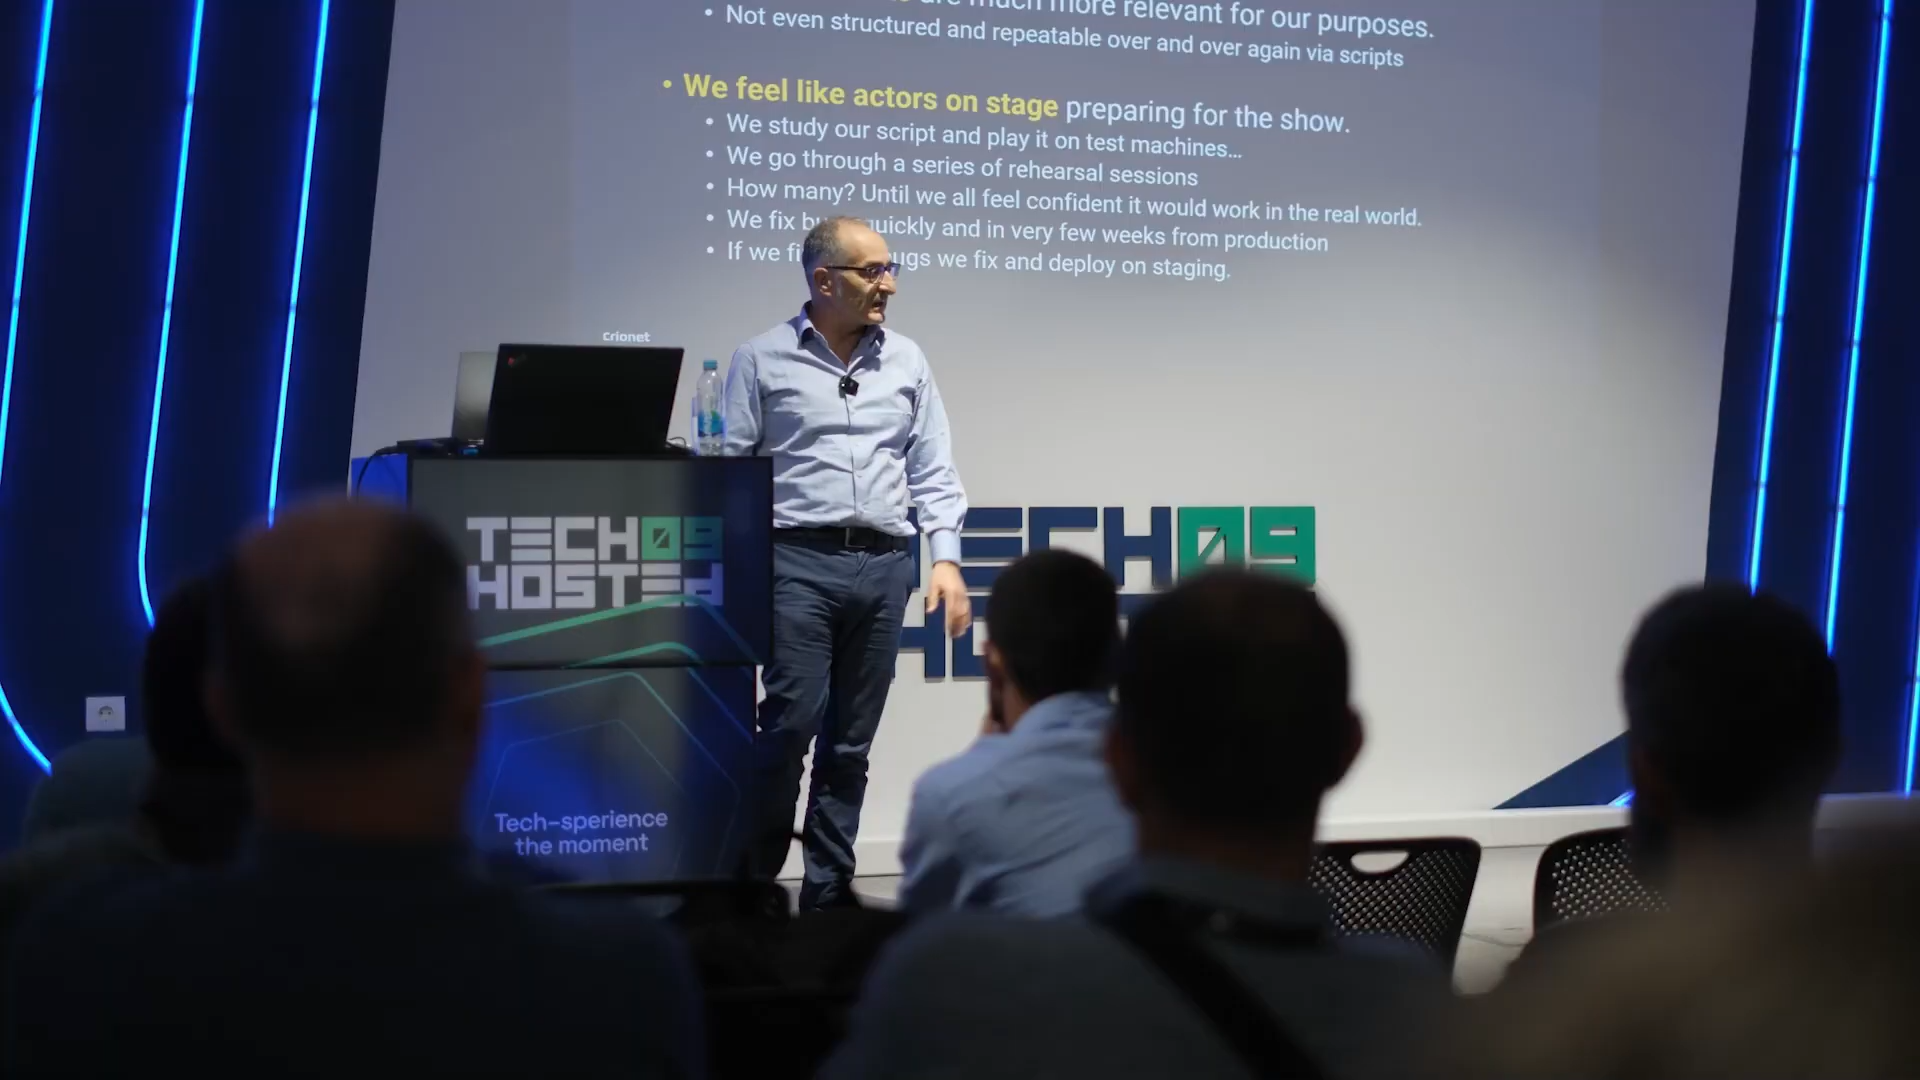 are much more relevant for our purposes.
• Not even structured and repeatable over and over again via scripts
• We feel like actors on stage preparing for the show.
• We study our script and play it on test machines...
• We go through a series of rehearsal sessions
• How many? Until we all feel confident it would work in the real world.
• We fix quickly and in very few weeks from production
• If we we fix and deploy on staging.
crionet
TECH09
HOSTED
TECH09
Tech-sperience
the moment